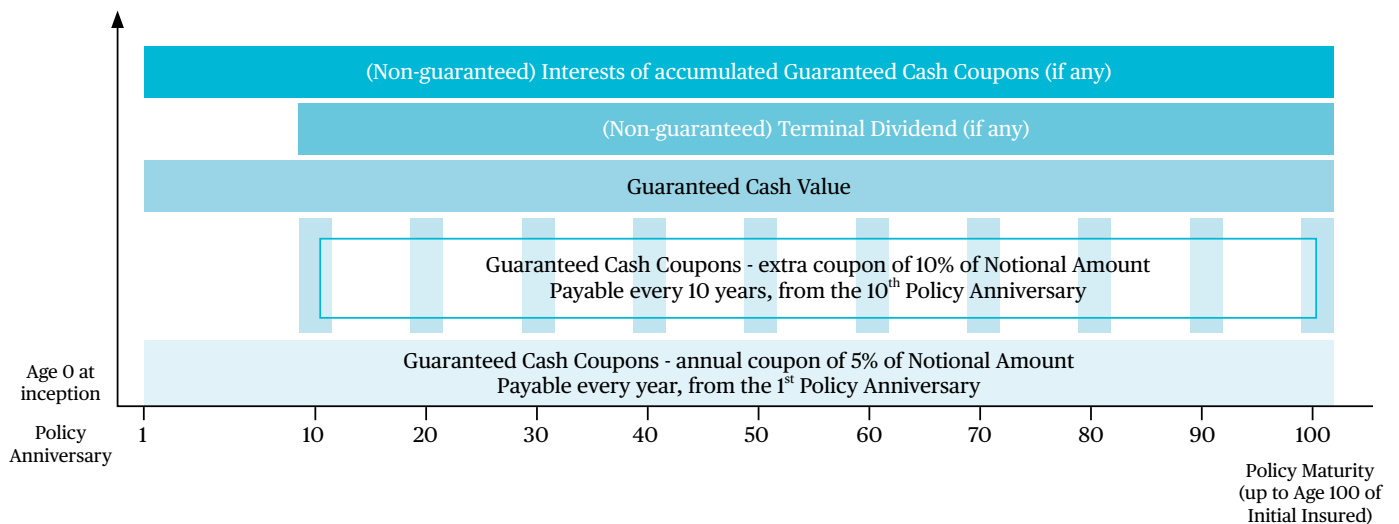 (Non-guaranteed) Interests of accumulated Guaranteed Cash Coupons (if any)
(Non-guaranteed) Terminal Dividend (if any)
Guaranteed Cash Value
Guaranteed Cash Coupons - extra coupon of 10% of Notional Amount
Payable every 10 years, from the 10th Policy Anniversary
Guaranteed Cash Coupons - annual coupon of 5% of Notional Amount
Payable every year, from the 1st Policy Anniversary
Age 0 at
inception
Policy
Anniversary
1 10 20 30 40 50 60 70 80 90 100
Policy Maturity
(up to Age 100 of
Initial Insured)